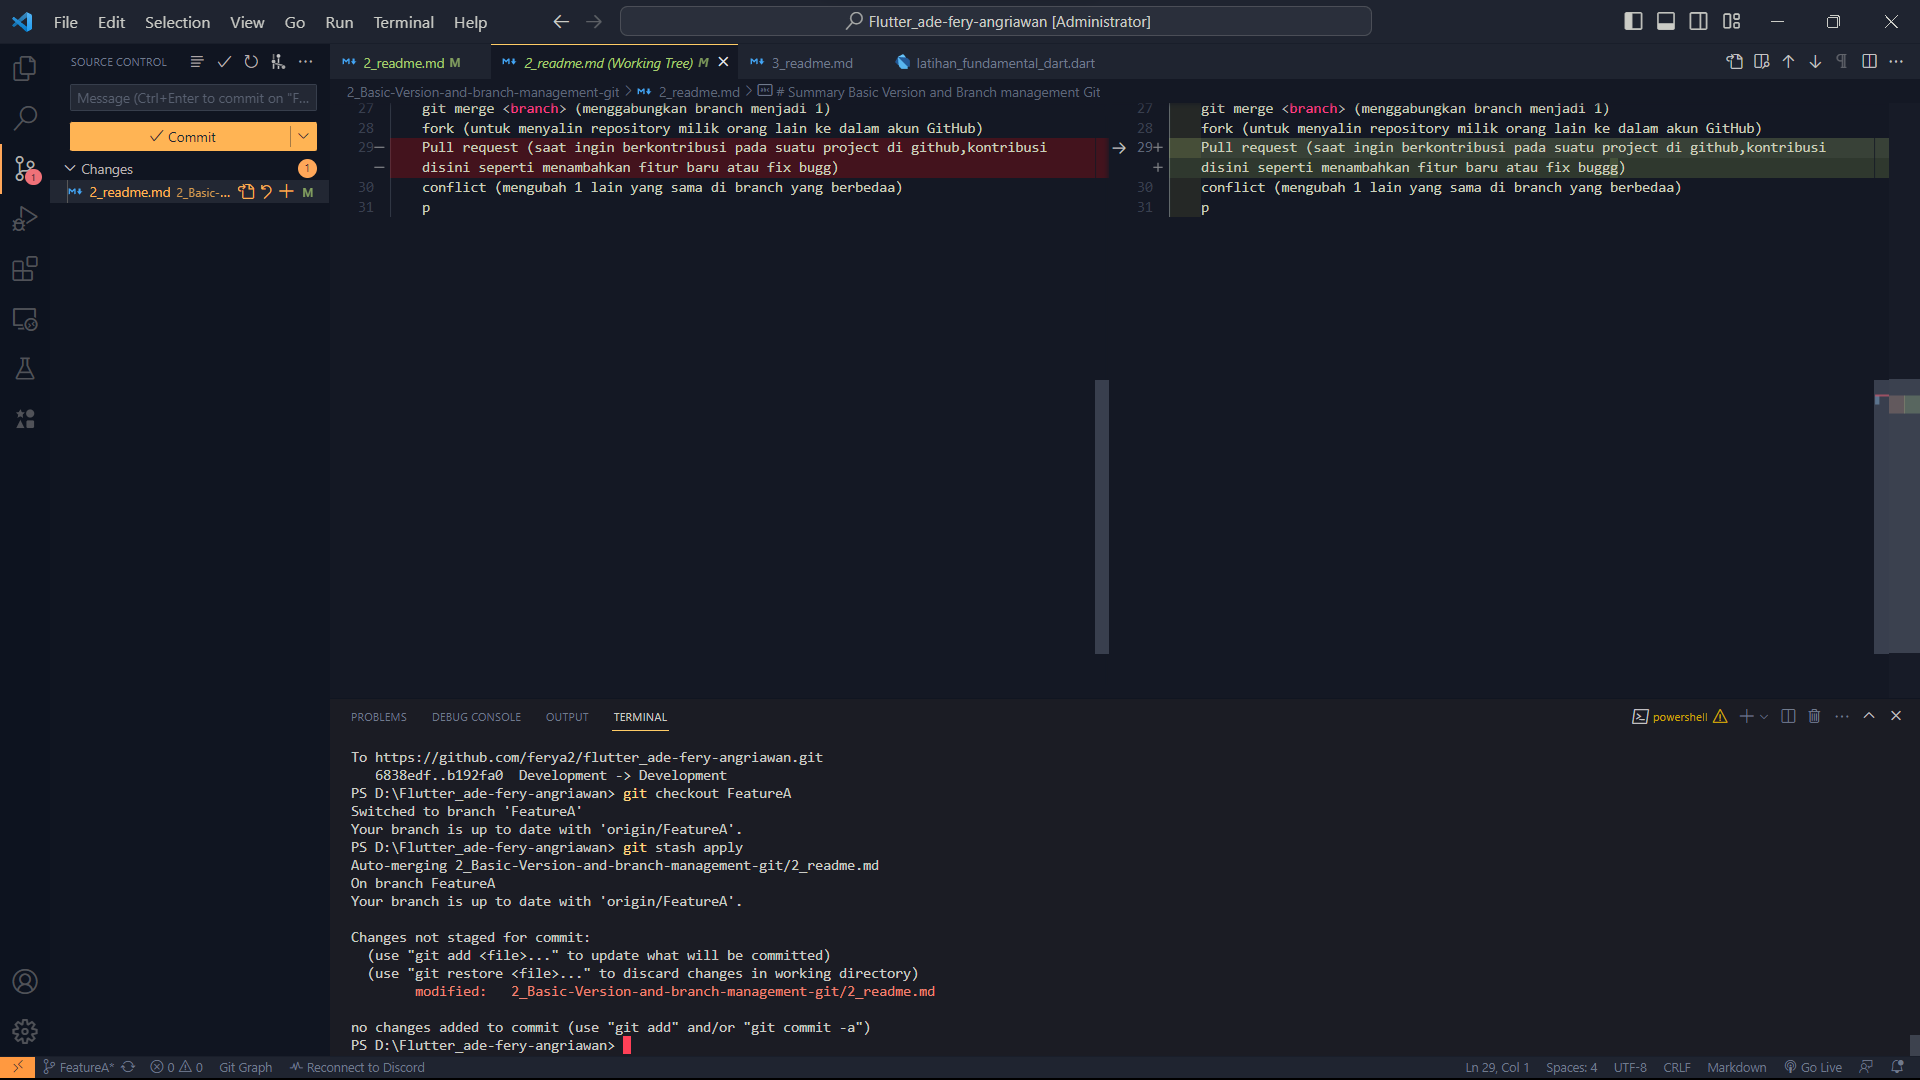 File Edit Selection View Go Run Terminal Help
Flutter_ade-fery-angriawan [Administrator]
SOURCE CONTROL
Message (Ctrl+Enter to commit on "F...
Commit
Changes
1
2_readme.md 2_Basic-... M
1
2_readme.md M
2_readme.md (Working Tree) M
3_readme.md
latihan_fundamental_dart.dart
2_Basic-Version-and-branch-management-git > 2_readme.md > # Summary Basic Version and Branch management Git
27 git merge <branch> (menggabungkan branch menjadi 1)
28 fork (untuk menyalin repository milik orang lain ke dalam akun GitHub)
29− Pull request (saat ingin berkontribusi pada suatu project di github,kontribusi
− disini seperti menambahkan fitur baru atau fix bugg)
30 conflict (mengubah 1 lain yang sama di branch yang berbedaa)
31 p
27 git merge <branch> (menggabungkan branch menjadi 1)
28 fork (untuk menyalin repository milik orang lain ke dalam akun GitHub)
29+ Pull request (saat ingin berkontribusi pada suatu project di github,kontribusi
+ disini seperti menambahkan fitur baru atau fix buggg)
30 conflict (mengubah 1 lain yang sama di branch yang berbedaa)
31 p
PROBLEMS DEBUG CONSOLE OUTPUT TERMINAL
powershell
To https://github.com/ferya2/flutter_ade-fery-angriawan.git
6838edf..b192fa0  Development -> Development
PS D:\Flutter_ade-fery-angriawan> git checkout FeatureA
Switched to branch 'FeatureA'
Your branch is up to date with 'origin/FeatureA'.
PS D:\Flutter_ade-fery-angriawan> git stash apply
Auto-merging 2_Basic-Version-and-branch-management-git/2_readme.md
On branch FeatureA
Your branch is up to date with 'origin/FeatureA'.
Changes not staged for commit:
(use "git add <file>..." to update what will be committed)
(use "git restore <file>..." to discard changes in working directory)
modified:   2_Basic-Version-and-branch-management-git/2_readme.md
no changes added to commit (use "git add" and/or "git commit -a")
PS D:\Flutter_ade-fery-angriawan>
FeatureA* 0 0 Git Graph Reconnect to Discord
Ln 29, Col 1 Spaces: 4 UTF-8 CRLF Markdown Go Live